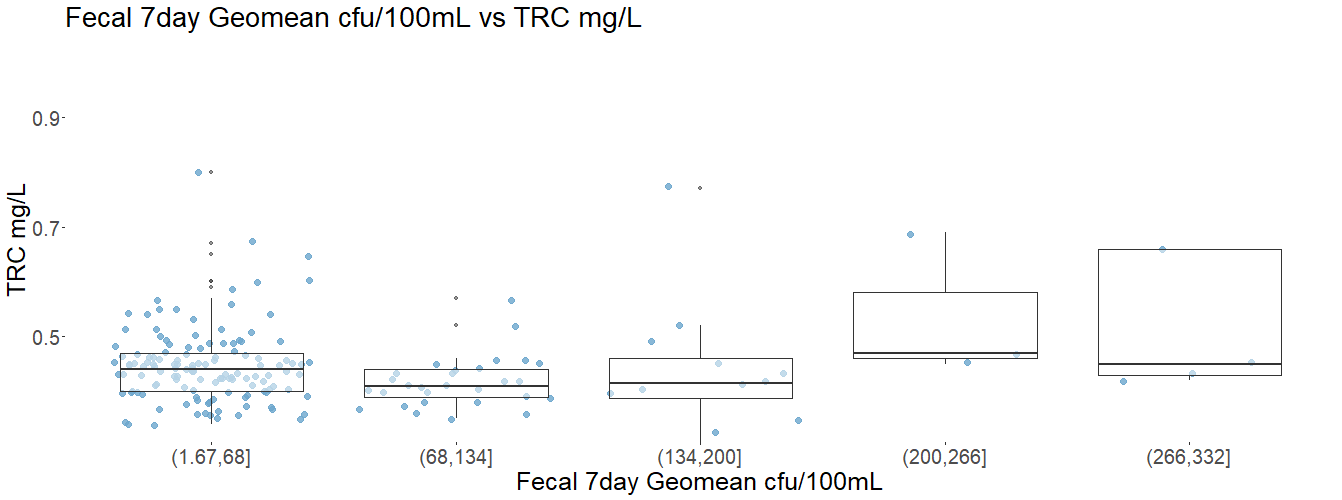 Fecal 7day Geomean cfu/100mL vs TRC mg/L
0.9
0.7
0.5
TRC mg/L
(1.67,68]
(68,134]
(134,200]
(200,266]
(266,332]
Fecal 7day Geomean cfu/100mL